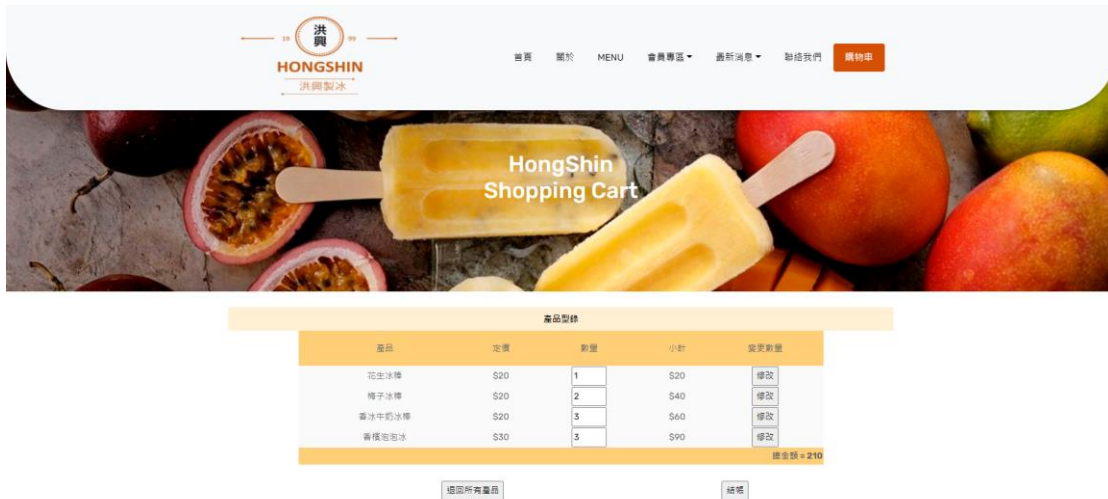 19 洪興 99
HONGSHIN
洪興製冰
首頁 關於 MENU 會員專區 最新消息 聯絡我們 購物車
HongShin
Shopping Cart
產品型錄
產品 定價 數量 小計 變更數量
花生冰棒 $20 1 $20 修改
梅子冰棒 $20 2 $40 修改
香冰牛奶冰棒 $20 3 $60 修改
香檳泡泡冰 $30 3 $90 修改
總金額 = 210
退回所有產品 結帳